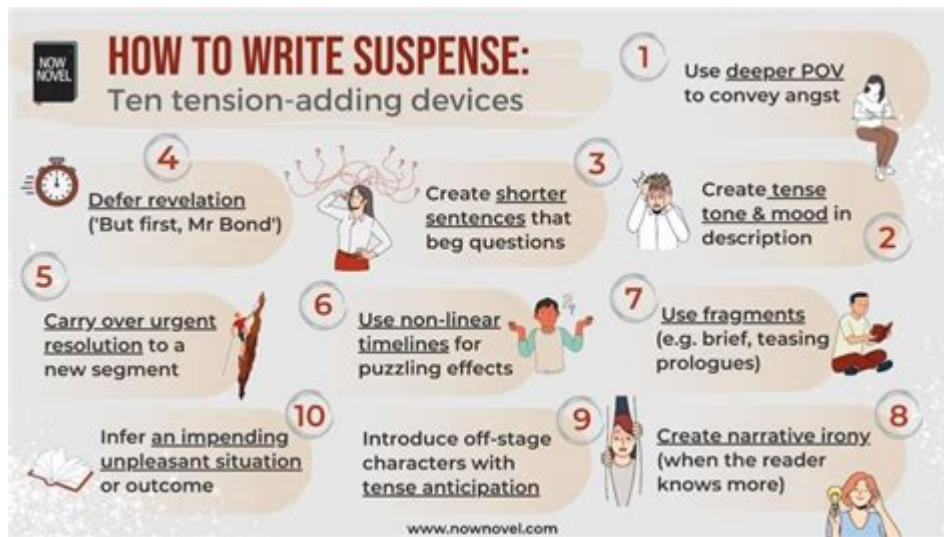 NOW
NOVEL
HOW TO WRITE SUSPENSE:
Ten tension-adding devices
1
Use deeper POV
to convey angst
2
Create tense
tone & mood in
description
3
Create shorter
sentences that
beg questions
4
Defer revelation
('But first, Mr Bond')
5
Carry over urgent
resolution to a
new segment
6
Use non-linear
timelines for
puzzling effects
7
Use fragments
(e.g. brief, teasing
prologues)
8
Create narrative irony
(when the reader
knows more)
9
Introduce off-stage
characters with
tense anticipation
10
Infer an impending
unpleasant situation
or outcome
www.nownovel.com